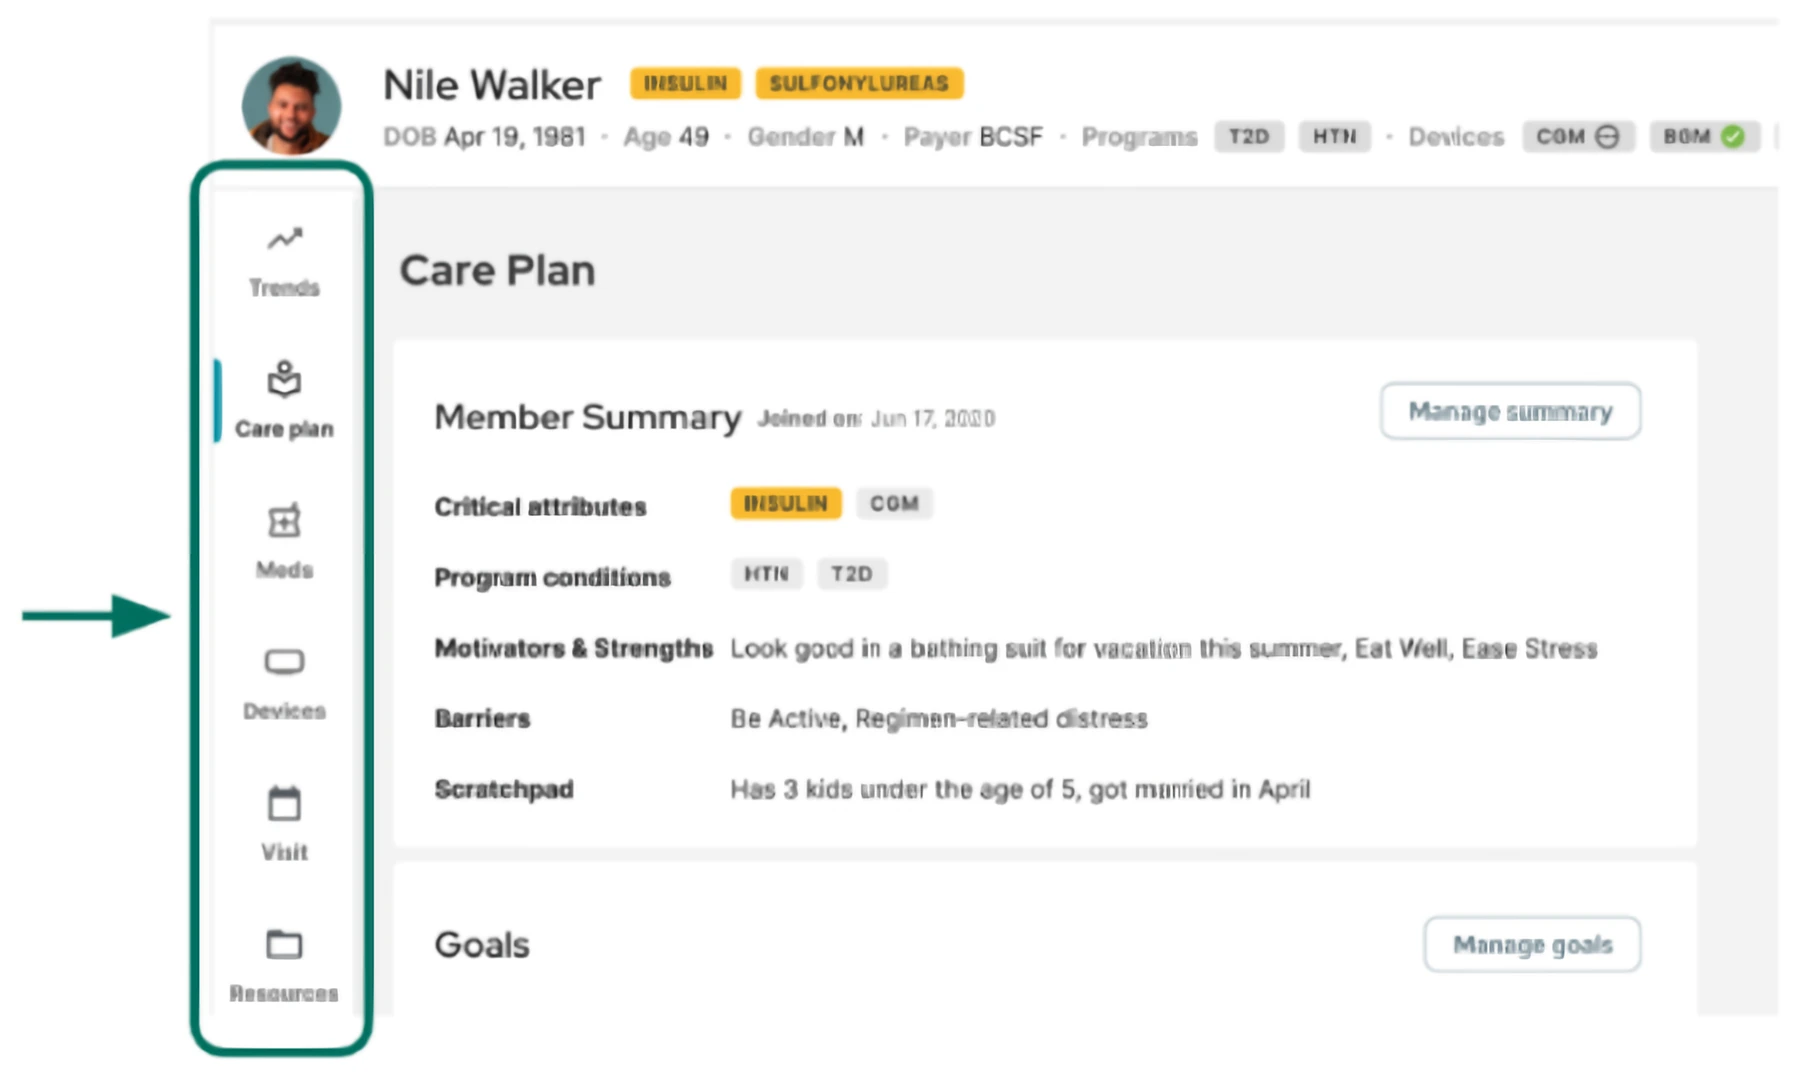 Nile Walker INSULIN SULFONYLUREAS
DOB Apr 19, 1981 · Age 49 · Gender M · Payer BCSF · Programs T2D HTN · Devices CGM BGM
Trends
Care plan
Meds
Devices
Visit
Resources
Care Plan
Member Summary Joined on: Jun 17, 2020 Manage summary
Critical attributes INSULIN CGM
Program conditions HTN T2D
Motivators & Strengths Look good in a bathing suit for vacation this summer, Eat Well, Ease Stress
Barriers Be Active, Regimen-related distress
Scratchpad Has 3 kids under the age of 5, got married in April
Goals Manage goals